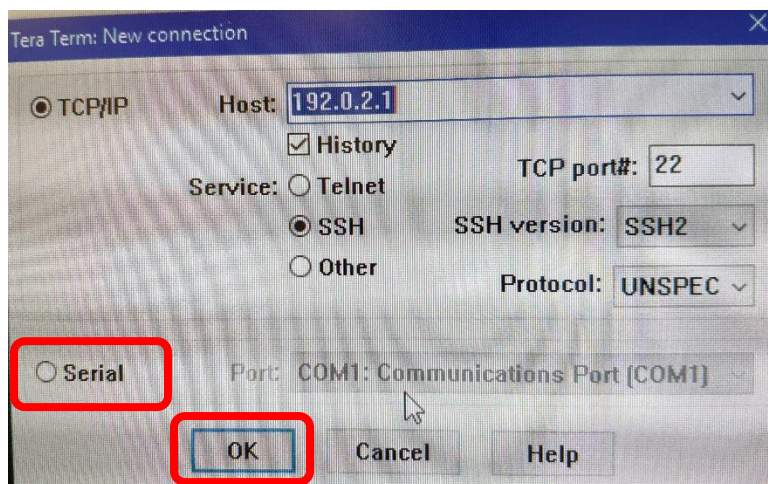 Tera Term: New connection
TCP/IP Host: 192.0.2.1
History
TCP port#: 22
Service: Telnet
SSH SSH version: SSH2
Other
Protocol: UNSPEC
Serial Port: COM1: Communications Port (COM1)
OK Cancel Help